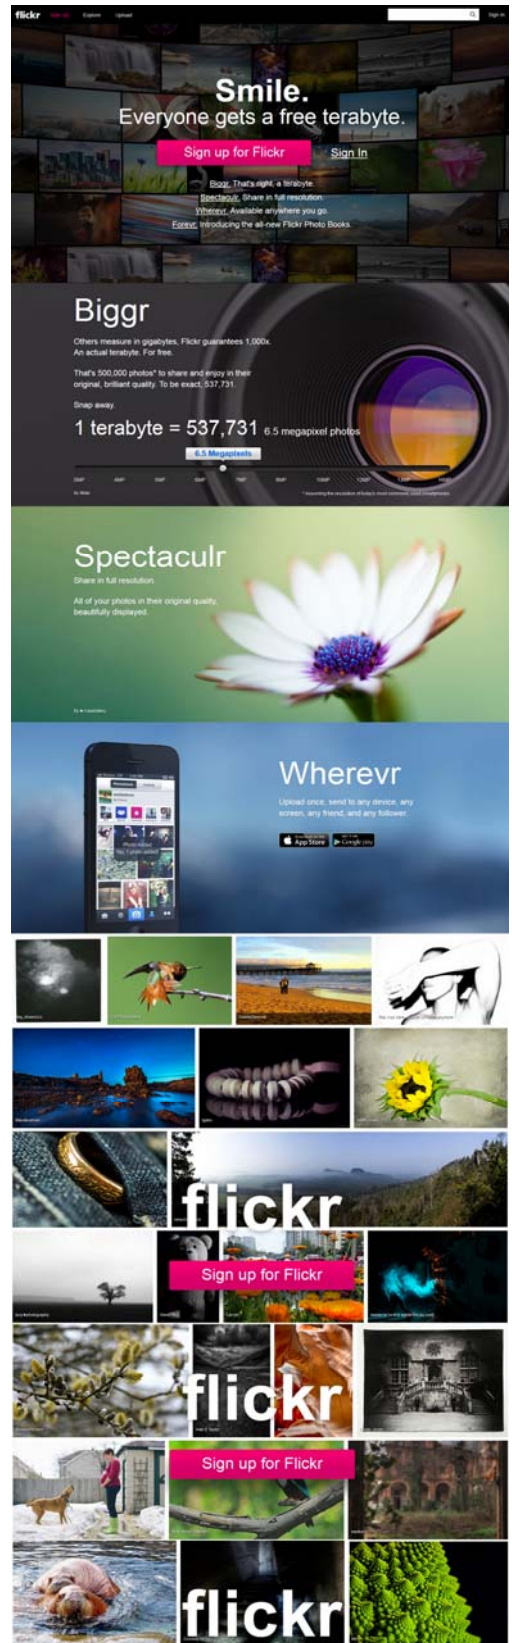 flickr Sign Up Explore Upload Sign In
Smile.
Everyone gets a free terabyte.
Sign up for Flickr Sign In
Biggr. That's right, a terabyte.
Spectaculr. Share in full resolution.
Wherevr. Available anywhere you go.
Forevr. Introducing the all-new Flickr Photo Books.
Biggr
Others measure in gigabytes, Flickr guarantees 1,000x.
An actual terabyte. For free.
That's 500,000 photos* to share and enjoy in their
original, brilliant quality. To be exact, 537,731.
Snap away.
1 terabyte = 537,731 6.5 megapixel photos
6.5 Megapixels
Spectaculr
Share in full resolution.
All of your photos in their original quality,
beautifully displayed.
Wherevr
Upload once, send to any device, any
screen, any friend, and any follower.
App Store Google play
flickr
Sign up for Flickr
flickr
Sign up for Flickr
flickr